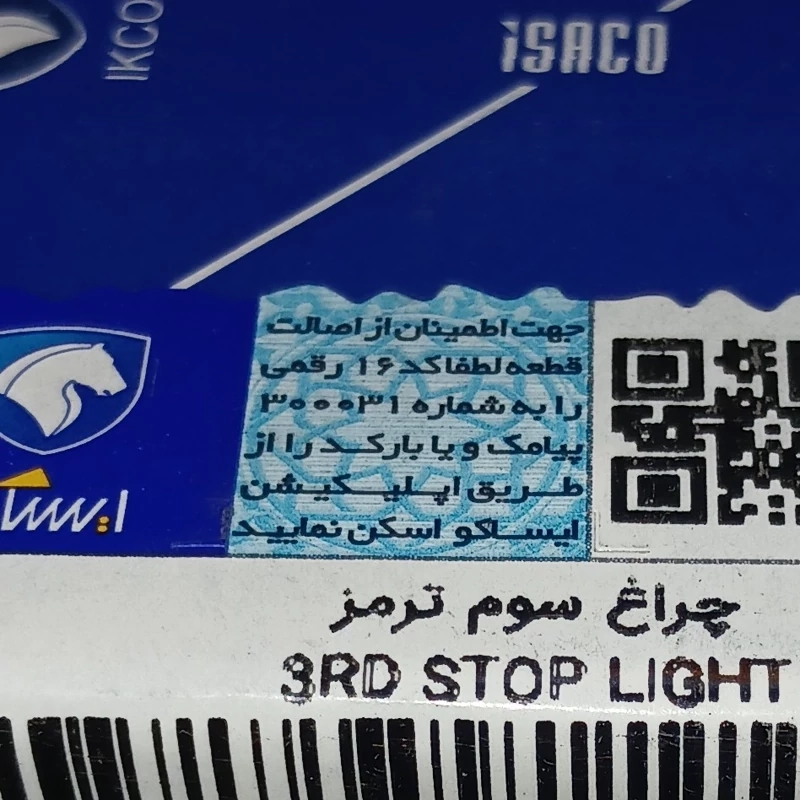 IKCO
iSACO
جهت اطمینان از اصالت
قطعه لطفا کد ۱۶ رقمی
را به شماره ۳۰۰۰۳۱
پیامک و یا بارکد را از
طریق اپلیکیشن
ایساکو اسکن نمایید
چراغ سوم ترمز
3RD STOP LIGHT